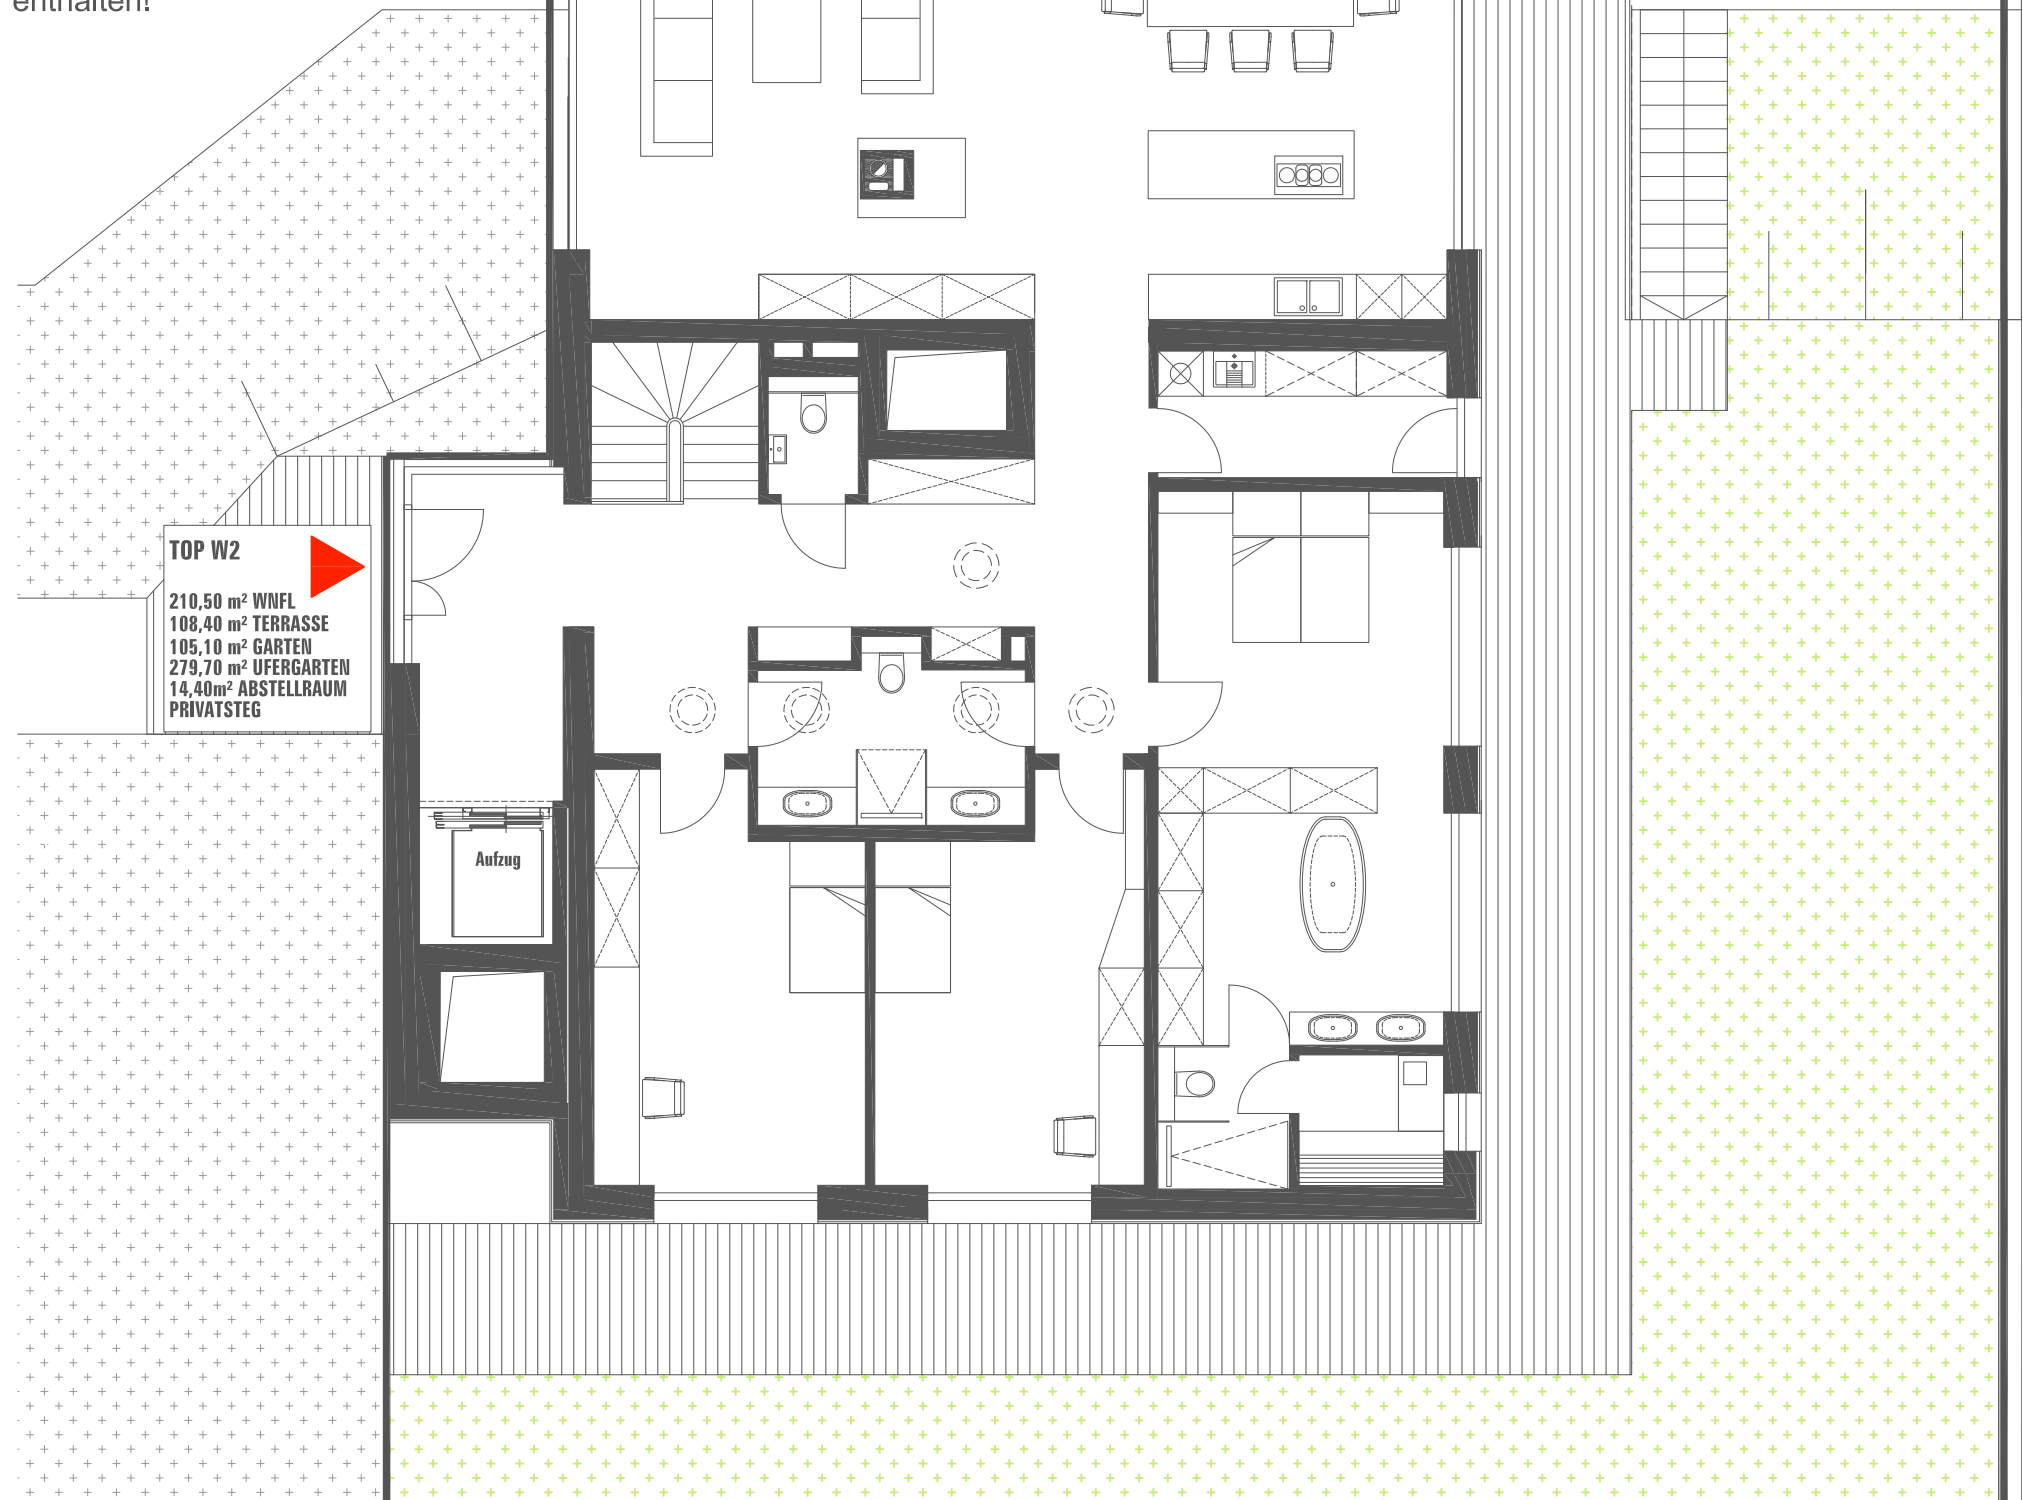 enthalten!
TOP W2
210,50 m² WNFL
108,40 m² TERRASSE
105,10 m² GARTEN
279,70 m² UFERGARTEN
14,40m² ABSTELLRAUM
PRIVATSTEG
Aufzug